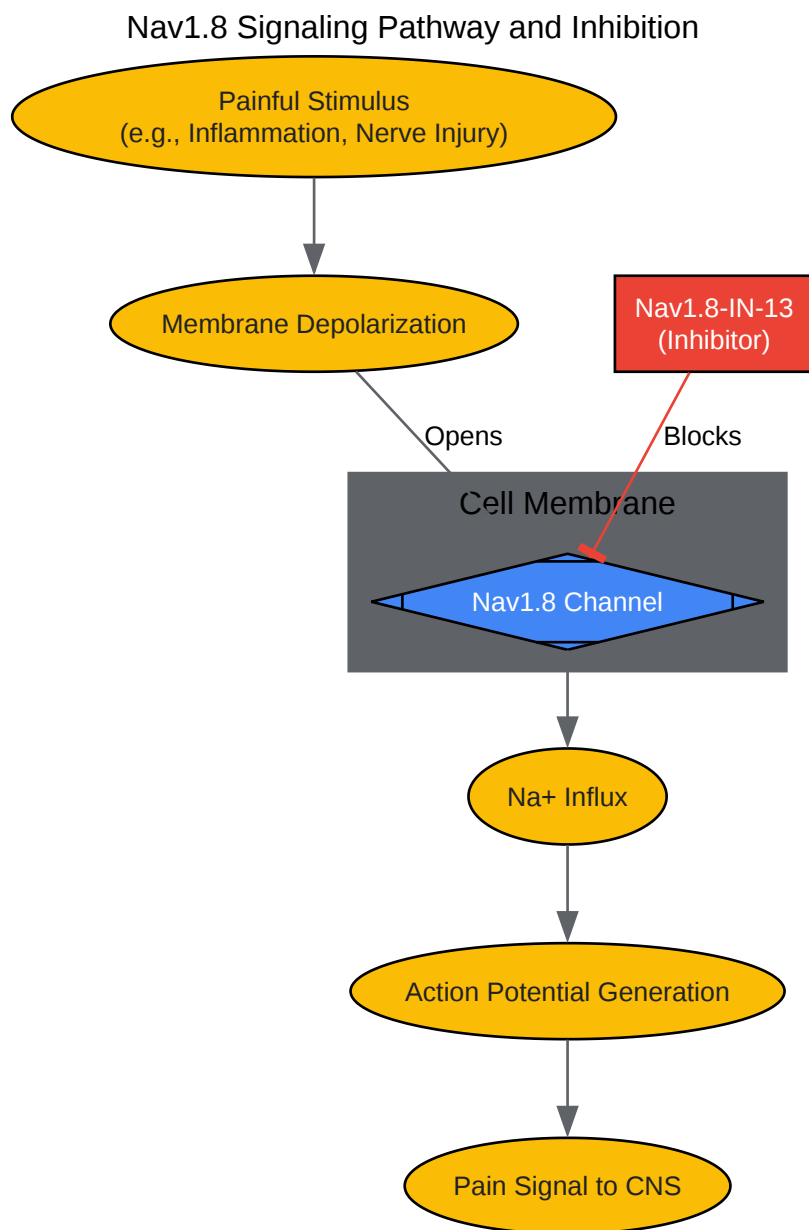 Nav1.8 Signaling Pathway and Inhibition
Painful Stimulus
(e.g., Inflammation, Nerve Injury)
Membrane Depolarization
Nav1.8-IN-13
(Inhibitor)
Opens
Blocks
Cell Membrane
Nav1.8 Channel
Na+ Influx
Action Potential Generation
Pain Signal to CNS